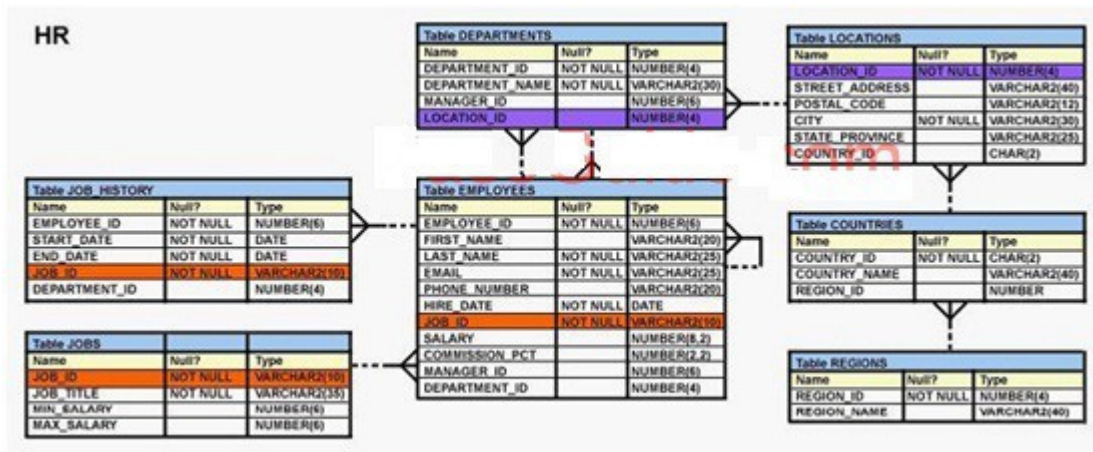 HR
Table DEPARTMENTS
Name Null? Type
DEPARTMENT_ID NOT NULL NUMBER(4)
DEPARTMENT_NAME NOT NULL VARCHAR2(30)
MANAGER_ID NUMBER(6)
LOCATION_ID NUMBER(4)
Table LOCATIONS
Name Null? Type
LOCATION_ID NOT NULL NUMBER(4)
STREET_ADDRESS VARCHAR2(40)
POSTAL_CODE VARCHAR2(12)
CITY NOT NULL VARCHAR2(30)
STATE_PROVINCE VARCHAR2(25)
COUNTRY_ID CHAR(2)
Table JOB_HISTORY
Name Null? Type
EMPLOYEE_ID NOT NULL NUMBER(6)
START_DATE NOT NULL DATE
END_DATE NOT NULL DATE
JOB_ID NOT NULL VARCHAR2(10)
DEPARTMENT_ID NUMBER(4)
Table EMPLOYEES
Name Null? Type
EMPLOYEE_ID NOT NULL NUMBER(6)
FIRST_NAME VARCHAR2(20)
LAST_NAME NOT NULL VARCHAR2(25)
EMAIL NOT NULL VARCHAR2(25)
PHONE_NUMBER VARCHAR2(20)
HIRE_DATE NOT NULL DATE
JOB_ID NOT NULL VARCHAR2(10)
SALARY NUMBER(8,2)
COMMISSION_PCT NUMBER(2,2)
MANAGER_ID NUMBER(6)
DEPARTMENT_ID NUMBER(4)
Table COUNTRIES
Name Null? Type
COUNTRY_ID NOT NULL CHAR(2)
COUNTRY_NAME VARCHAR2(40)
REGION_ID NUMBER
Table JOBS
Name Null? Type
JOB_ID NOT NULL VARCHAR2(10)
JOB_TITLE NOT NULL VARCHAR2(35)
MIN_SALARY NUMBER(6)
MAX_SALARY NUMBER(6)
Table REGIONS
Name Null? Type
REGION_ID NOT NULL NUMBER(4)
REGION_NAME VARCHAR2(40)